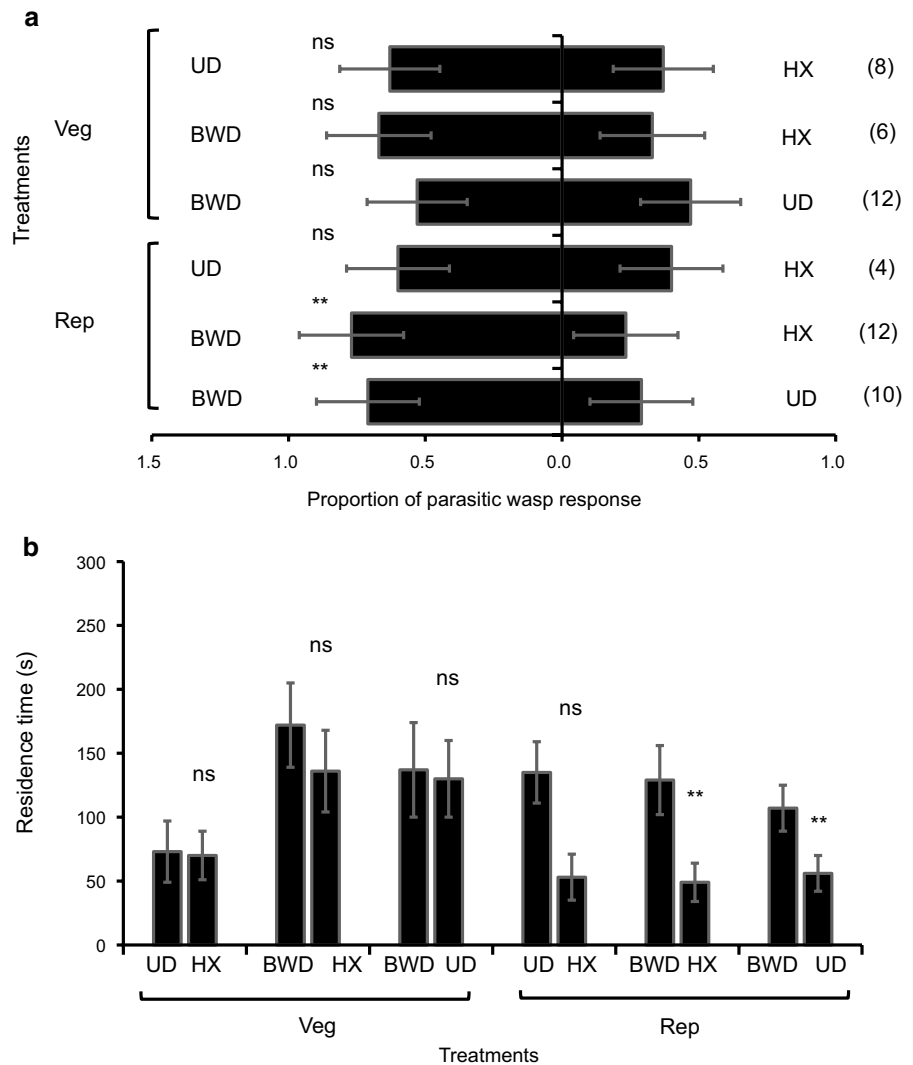 a
ns
UD
HX
(8)
ns
Veg
BWD
HX
(6)
ns
BWD
UD
(12)
Treatments
ns
UD
HX
(4)
Rep
**
BWD
HX
(12)
**
BWD
UD
(10)
1.5 1.0 0.5 0.0 0.5 1.0
Proportion of parasitic wasp response
b
300
250
200
150
100
50
0
Residence time (s)
ns
ns
ns
ns
**
**
UD HX BWD HX BWD UD UD HX BWD HX BWD UD
Veg Rep
Treatments